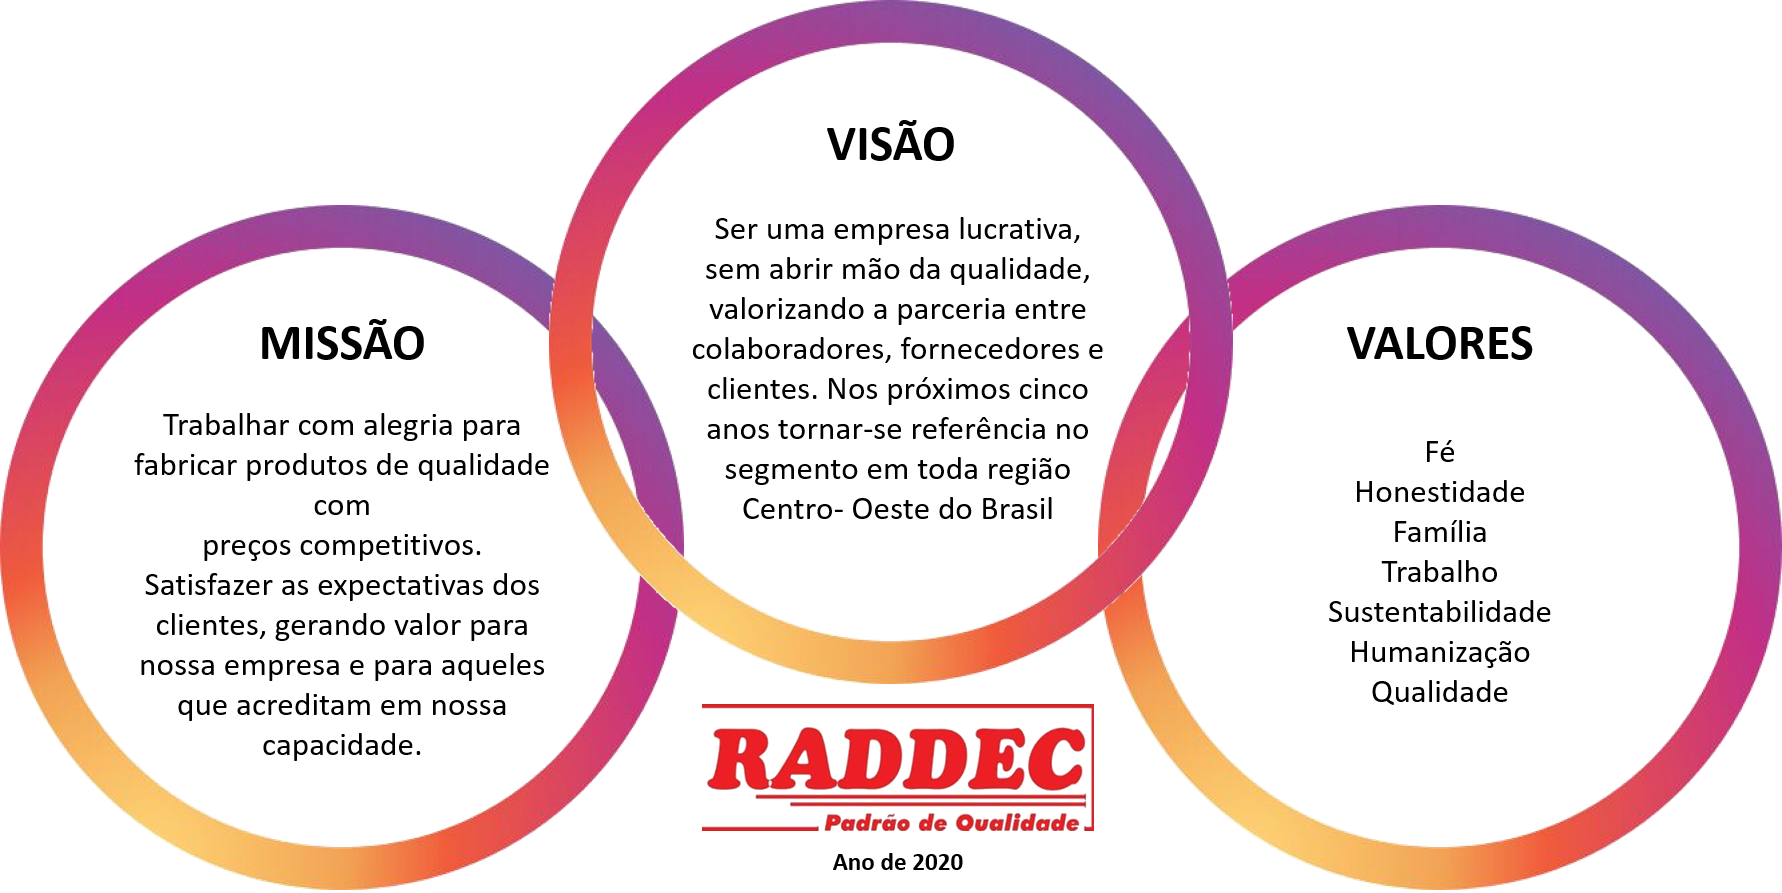 MISSÃO
Trabalhar com alegria para
fabricar produtos de qualidade
com
preços competitivos.
Satisfazer as expectativas dos
clientes, gerando valor para
nossa empresa e para aqueles
que acreditam em nossa
capacidade.
VISÃO
Ser uma empresa lucrativa,
sem abrir mão da qualidade,
valorizando a parceria entre
colaboradores, fornecedores e
clientes. Nos próximos cinco
anos tornar-se referência no
segmento em toda região
Centro- Oeste do Brasil
VALORES
Fé
Honestidade
Família
Trabalho
Sustentabilidade
Humanização
Qualidade
RADDEC
Padrão de Qualidade
Ano de 2020